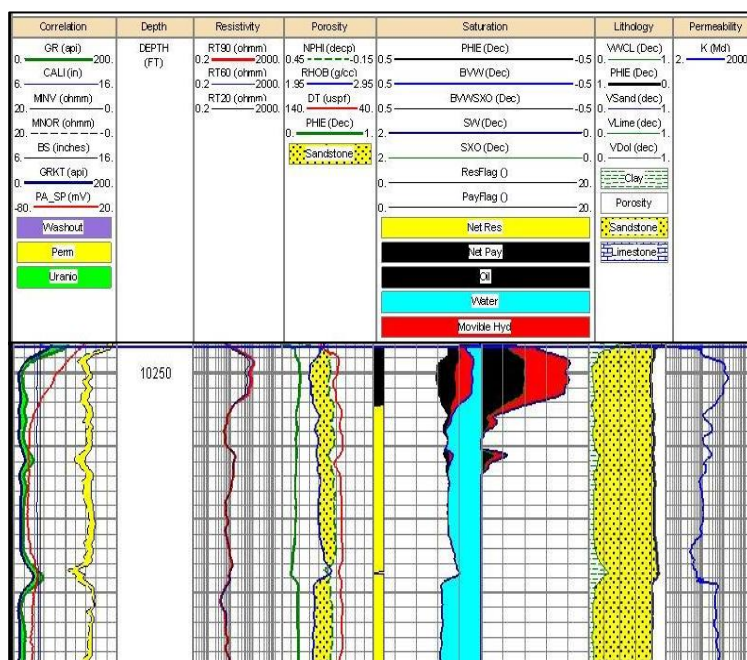 Correlation Depth Resistivity Porosity Saturation Lithology Permeability
GR (api)
0. 200.
CALI (in)
6. 16.
MINV (ohmm)
20. 0.
MNOR (ohmm)
20. -0.
BS (inches)
6. 16.
GRKT (api)
0. 200.
PA_SP (mV)
-80. 20.
Washout
Perm
Uranio
DEPTH
(FT)
RT90 (ohmm)
0.2 2000.
RT60 (ohmm)
0.2 2000.
RT20 (ohmm)
0.2 2000.
NPHI (decp)
0.45 -0.15
RHOB (g/cc)
1.95 2.95
DT (uspf)
140. 40.
PHIE (Dec)
0. 1.
Sandstone
PHIE (Dec)
0.5 -0.5
BVW (Dec)
0.5 -0.5
BVWSXO (Dec)
0.5 -0.5
SW (Dec)
2. 0.
SXO (Dec)
2. 0.
ResFlag ()
0. 20.
PayFlag ()
0. 20.
Net Res
Net Pay
Oil
Water
Movible Hyd
VWCL (Dec)
0. 1.
PHIE (Dec)
1. 0.
VSand (Dec)
0. 1.
VLime (Dec)
0. 1.
VDol (dec)
0. 1.
Clay
Porosity
Sandstone
Limestone
K (Md)
2. 2000
10250